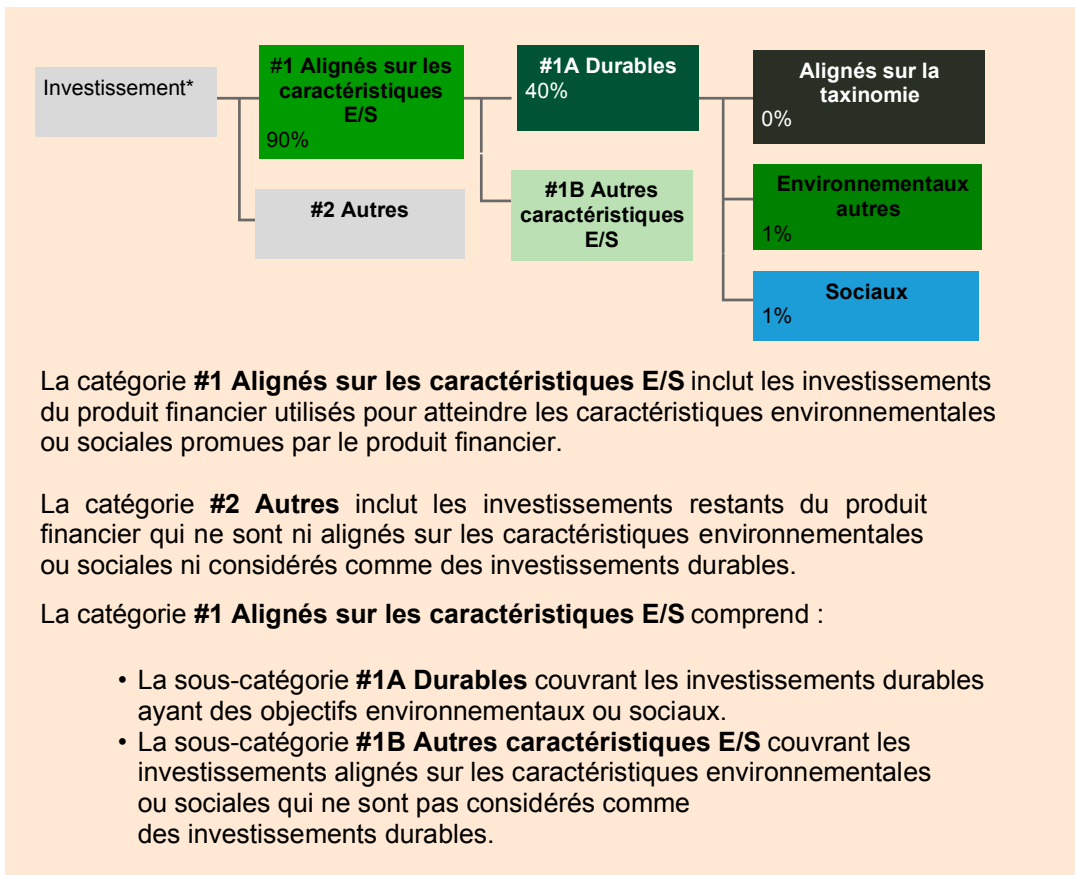 Investissement*
#1 Alignés sur les
caractéristiques
E/S
90%
#2 Autres
#1A Durables
40%
#1B Autres
caractéristiques
E/S
Alignés sur la
taxinomie
0%
Environnementaux
autres
1%
Sociaux
1%
La catégorie #1 Alignés sur les caractéristiques E/S inclut les investissements
du produit financier utilisés pour atteindre les caractéristiques environnementales
ou sociales promues par le produit financier.
La catégorie #2 Autres inclut les investissements restants du produit
financier qui ne sont ni alignés sur les caractéristiques environnementales
ou sociales ni considérés comme des investissements durables.
La catégorie #1 Alignés sur les caractéristiques E/S comprend :
• La sous-catégorie #1A Durables couvrant les investissements durables
ayant des objectifs environnementaux ou sociaux.
• La sous-catégorie #1B Autres caractéristiques E/S couvrant les
investissements alignés sur les caractéristiques environnementales
ou sociales qui ne sont pas considérés comme
des investissements durables.